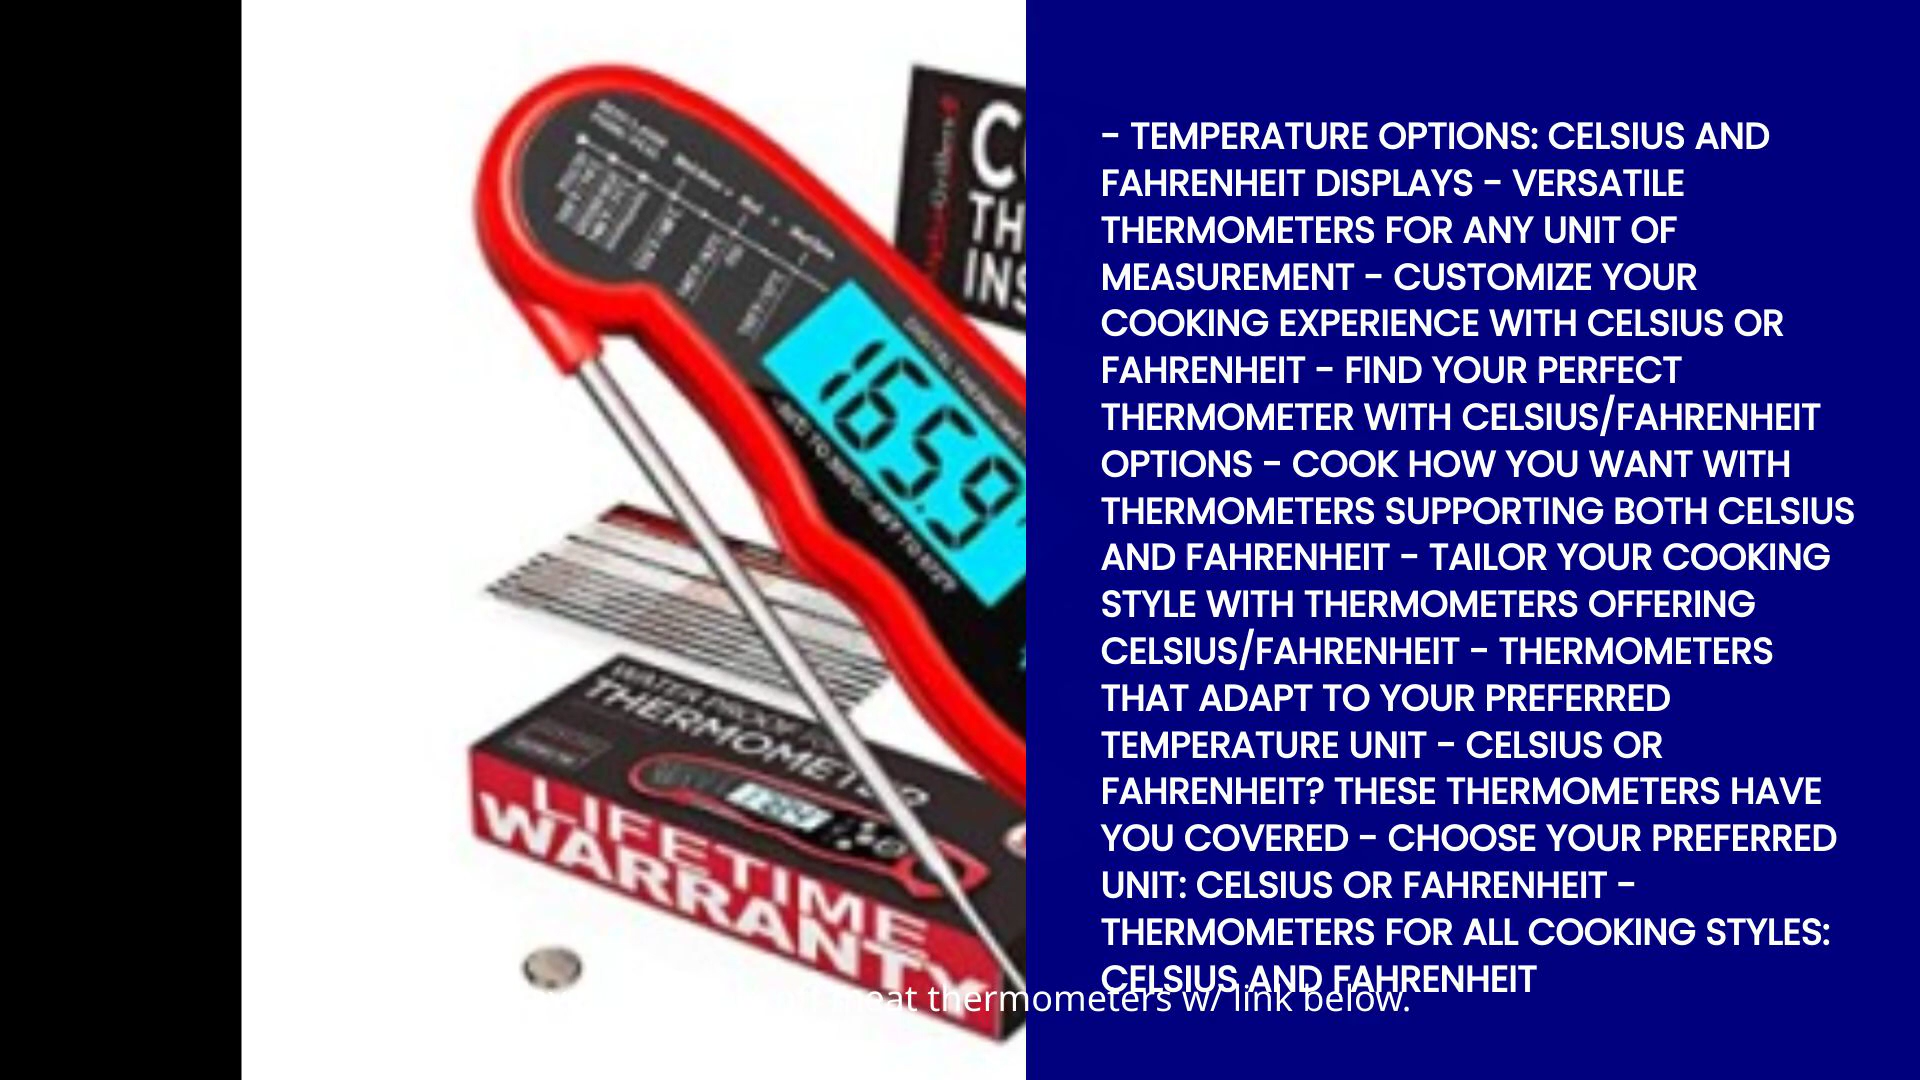 - TEMPERATURE OPTIONS: CELSIUS AND
FAHRENHEIT DISPLAYS - VERSATILE
THERMOMETERS FOR ANY UNIT OF
MEASUREMENT - CUSTOMIZE YOUR
COOKING EXPERIENCE WITH CELSIUS OR
FAHRENHEIT - FIND YOUR PERFECT
THERMOMETER WITH CELSIUS/FAHRENHEIT
OPTIONS - COOK HOW YOU WANT WITH
THERMOMETERS SUPPORTING BOTH CELSIUS
AND FAHRENHEIT - TAILOR YOUR COOKING
STYLE WITH THERMOMETERS OFFERING
CELSIUS/FAHRENHEIT - THERMOMETERS
THAT ADAPT TO YOUR PREFERRED
TEMPERATURE UNIT - CELSIUS OR
FAHRENHEIT? THESE THERMOMETERS HAVE
YOU COVERED - CHOOSE YOUR PREFERRED
UNIT: CELSIUS OR FAHRENHEIT -
THERMOMETERS FOR ALL COOKING STYLES:
CELSIUS AND FAHRENHEIT
165.9
DIGITAL
WATER PROOF
THERMOMETER
LIFETIME
WARRANTY
meat thermometers w/ link below.